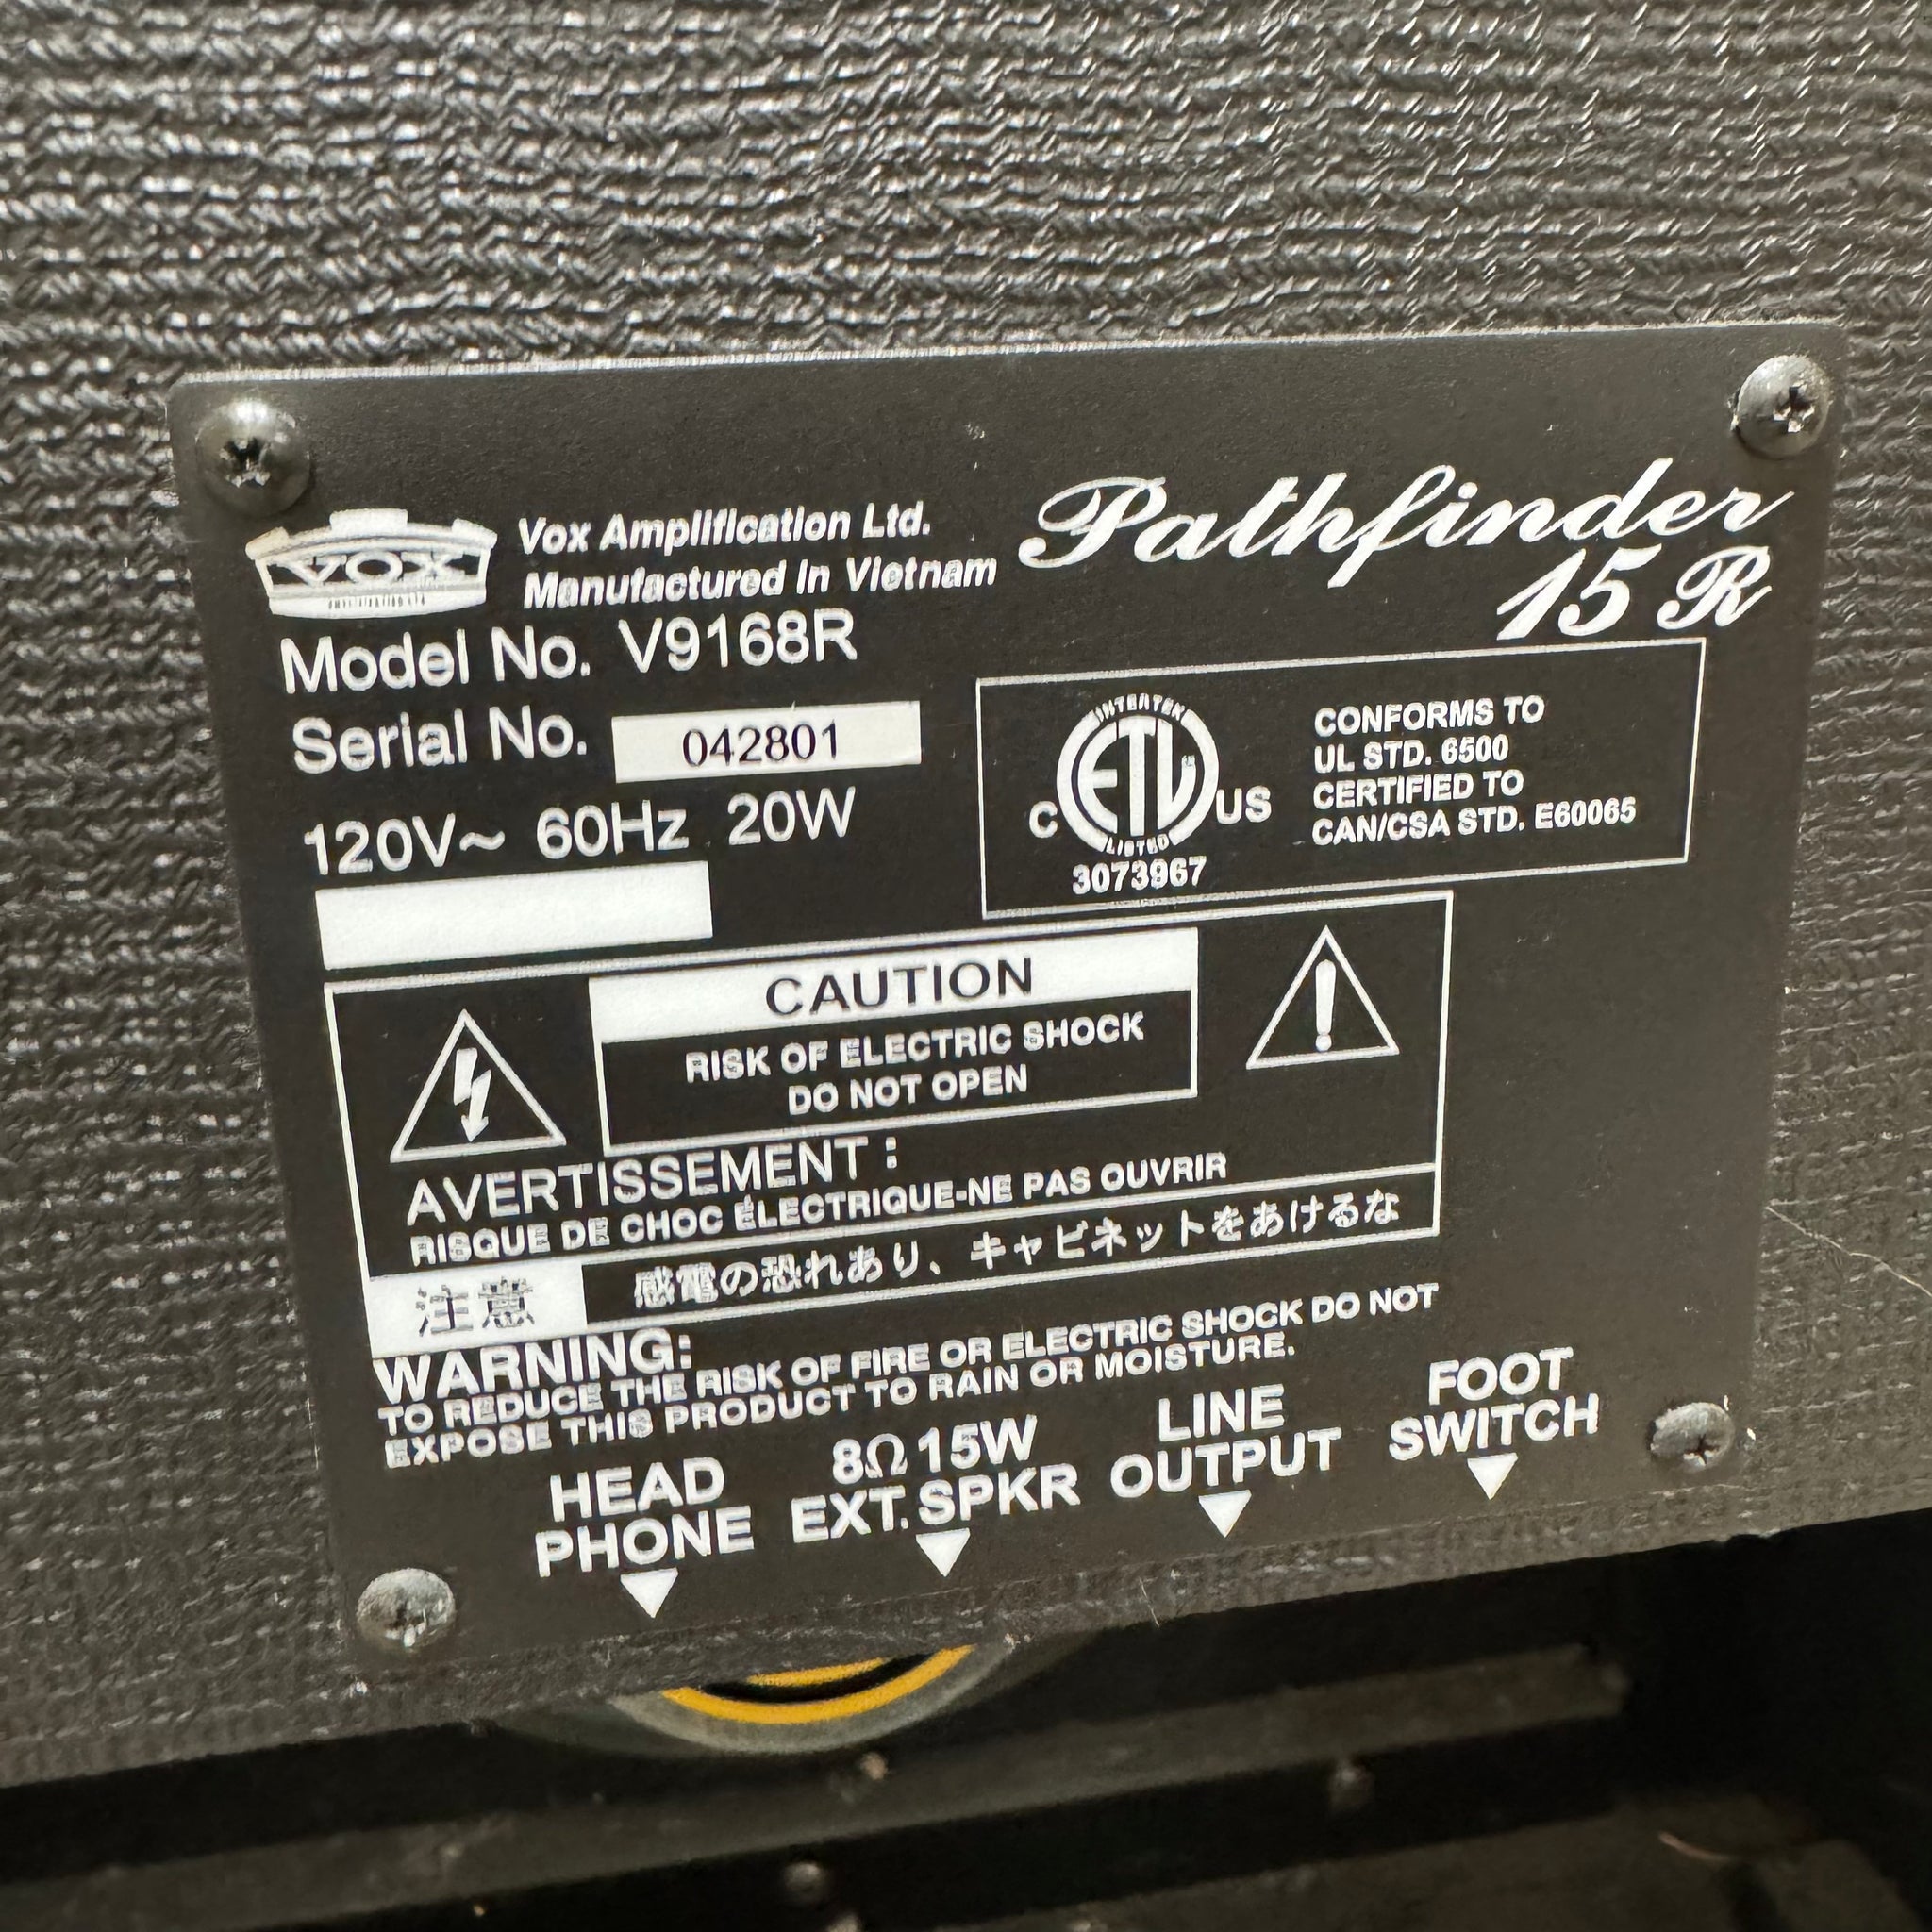 VOX
Vox Amplification Ltd.
Manufactured In Vietnam
Pathfinder
15 R
Model No. V9168R
Serial No. 042801
120V~ 60Hz 20W
INTERTEK
ETL
C US
LISTED
3073967
CONFORMS TO
UL STD. 6500
CERTIFIED TO
CAN/CSA STD. E60065
CAUTION
RISK OF ELECTRIC SHOCK
DO NOT OPEN
AVERTISSEMENT :
RISQUE DE CHOC ÉLECTRIQUE-NE PAS OUVRIR
注意 感電の恐れあり、キャビネットをあけるな
WARNING:
TO REDUCE THE RISK OF FIRE OR ELECTRIC SHOCK DO NOT
EXPOSE THIS PRODUCT TO RAIN OR MOISTURE.
HEAD
PHONE
8Ω 15W
EXT. SPKR
LINE
OUTPUT
FOOT
SWITCH